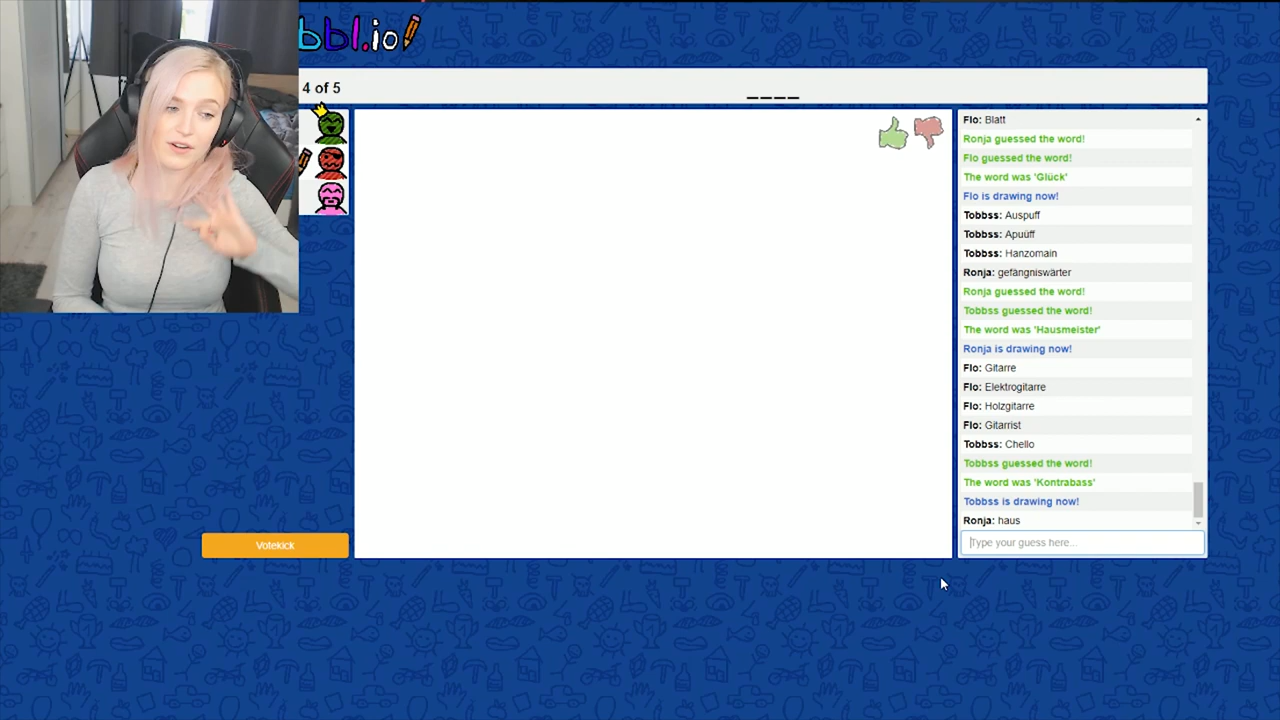 bbl.io
4 of 5
_ _ _ _
Flo: Blatt
Ronja guessed the word!
Flo guessed the word!
The word was 'Glück'
Flo is drawing now!
Tobbss: Auspuff
Tobbss: Apuüff
Tobbss: Hanzomain
Ronja: gefängniswärter
Ronja guessed the word!
Tobbss guessed the word!
The word was 'Hausmeister'
Ronja is drawing now!
Flo: Gitarre
Flo: Elektrogitarre
Flo: Holzgitarre
Flo: Gitarrist
Tobbss: Chello
Tobbss guessed the word!
The word was 'Kontrabass'
Tobbss is drawing now!
Ronja: haus
Type your guess here...
Votekick